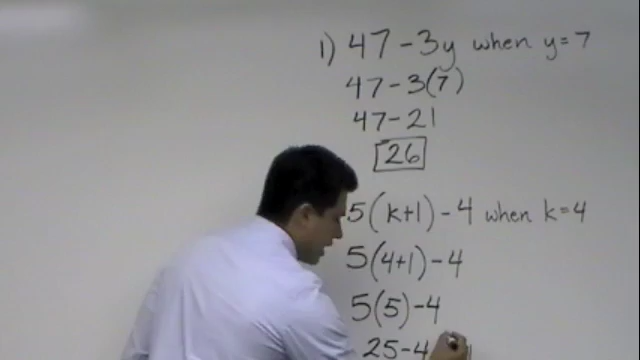 1) 47 - 3y when y = 7
47 - 3(7)
47 - 21
26
5(k+1) - 4 when k = 4
5(4+1) - 4
5(5) - 4
25 - 4